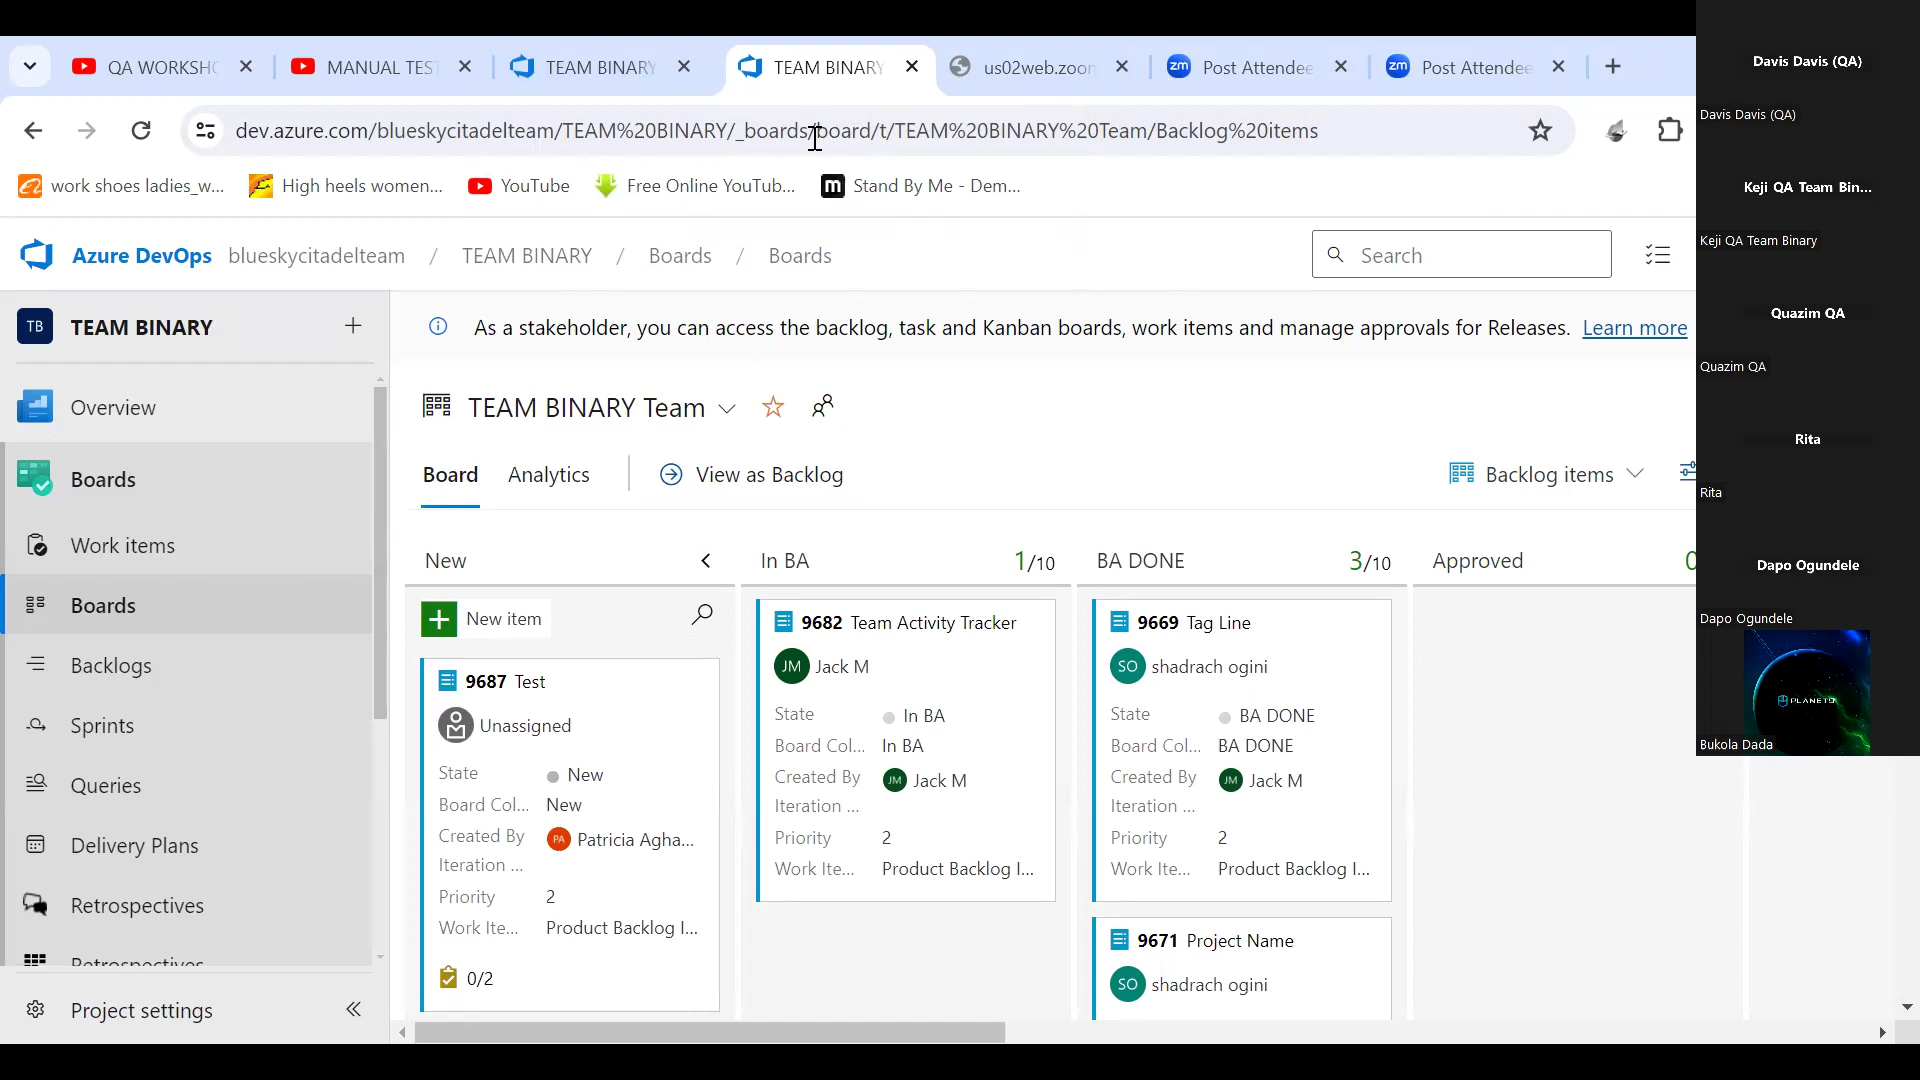 QA WORKSHO
MANUAL TEST
TEAM BINARY
TEAM BINARY
us02web.zoom
zm
Post Attendee
zm
Post Attendee
dev.azure.com/blueskycitadelteam/TEAM%20BINARY/_boards/board/t/TEAM%20BINARY%20Team/Backlog%20items
work shoes ladies_w...
High heels women...
YouTube
Free Online YouTub...
m
Stand By Me - Dem...
Azure DevOps
blueskycitadelteam / TEAM BINARY / Boards / Boards
Search
TB
TEAM BINARY
Overview
Boards
Work items
Boards
Backlogs
Sprints
Queries
Delivery Plans
Retrospectives
Retrospectives
Project settings
As a stakeholder, you can access the backlog, task and Kanban boards, work items and manage approvals for Releases. Learn more
TEAM BINARY Team
Board
Analytics
View as Backlog
Backlog items
New
New item
9687 Test
Unassigned
State
New
Board Col...
New
Created By
PA
Patricia Agha...
Iteration ...
Priority
2
Work Ite...
Product Backlog I...
0/2
In BA
1/10
9682 Team Activity Tracker
JM
Jack M
State
In BA
Board Col...
In BA
Created By
JM
Jack M
Iteration ...
Priority
2
Work Ite...
Product Backlog I...
BA DONE
3/10
9669 Tag Line
SO
shadrach ogini
State
BA DONE
Board Col...
BA DONE
Created By
JM
Jack M
Iteration ...
Priority
2
Work Ite...
Product Backlog I...
9671 Project Name
SO
shadrach ogini
Approved
0
Davis Davis (QA)
Davis Davis (QA)
Keji QA Team Bin...
Keji QA Team Binary
Quazim QA
Quazim QA
Rita
Rita
Dapo Ogundele
Dapo Ogundele
Bukola Dada